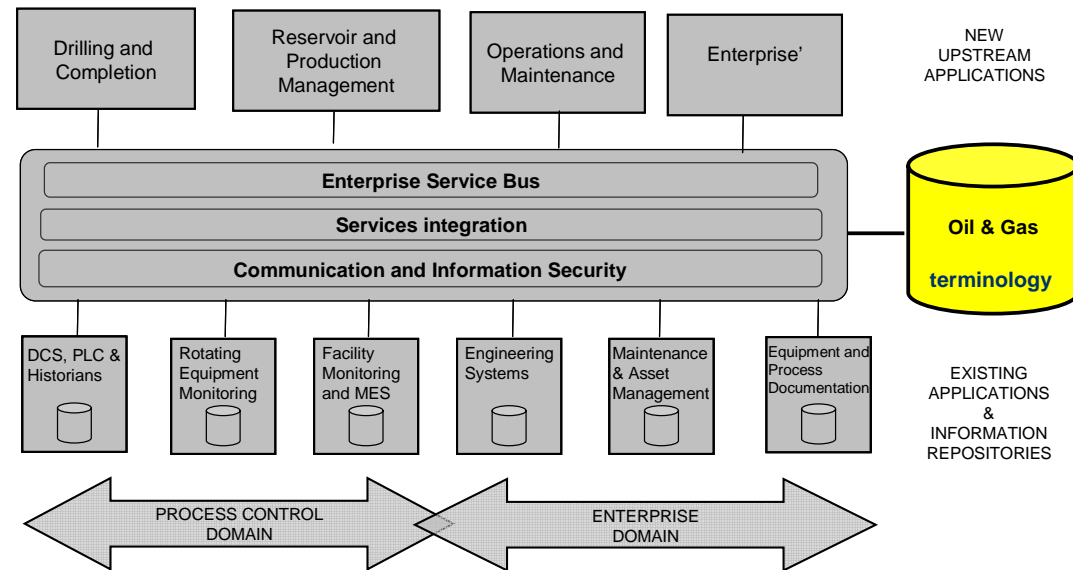 Drilling and
Completion
Reservoir and
Production
Management
Operations and
Maintenance
Enterprise’
NEW
UPSTREAM
APPLICATIONS
Enterprise Service Bus
Services integration
Communication and Information Security
Oil & Gas
terminology
DCS, PLC &
Historians
Rotating
Equipment
Monitoring
Facility
Monitoring
and MES
Engineering
Systems
Maintenance
& Asset
Management
Equipment and
Process
Documentation
EXISTING
APPLICATIONS
&
INFORMATION
REPOSITORIES
PROCESS CONTROL
DOMAIN
ENTERPRISE
DOMAIN